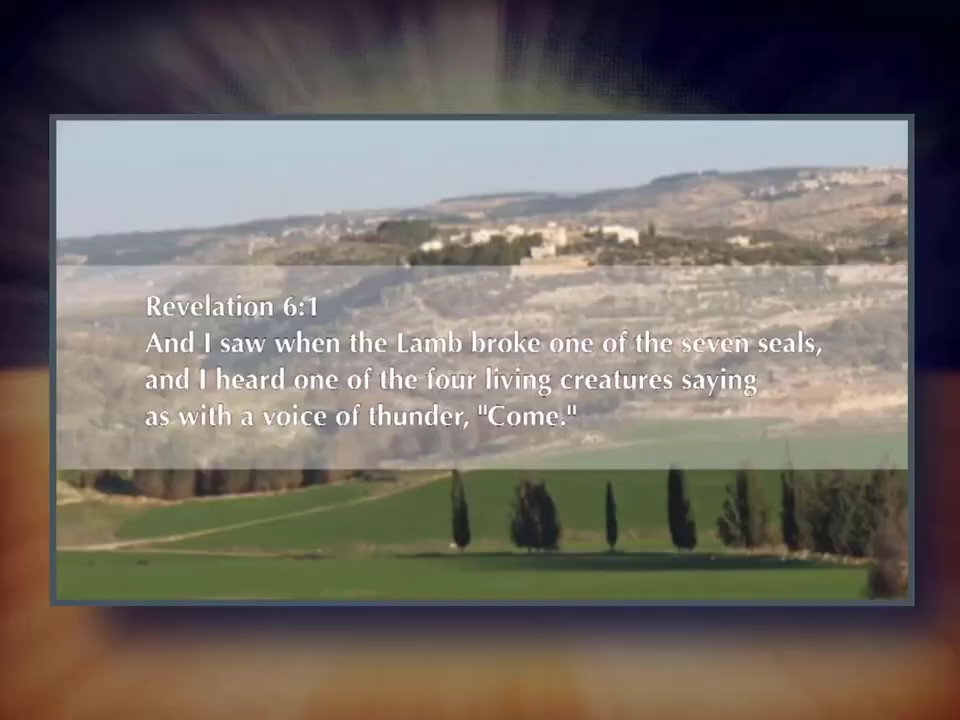 Revelation 6:1
And I saw when the Lamb broke one of the seven seals,
and I heard one of the four living creatures saying
as with a voice of thunder, "Come."